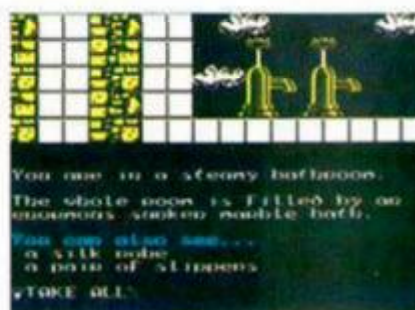 You are in a steamy bathroom.
The whole room is filled by an
enormous sunken marble bath.
You can also see...
a silk robe
a pair of slippers
TAKE ALL